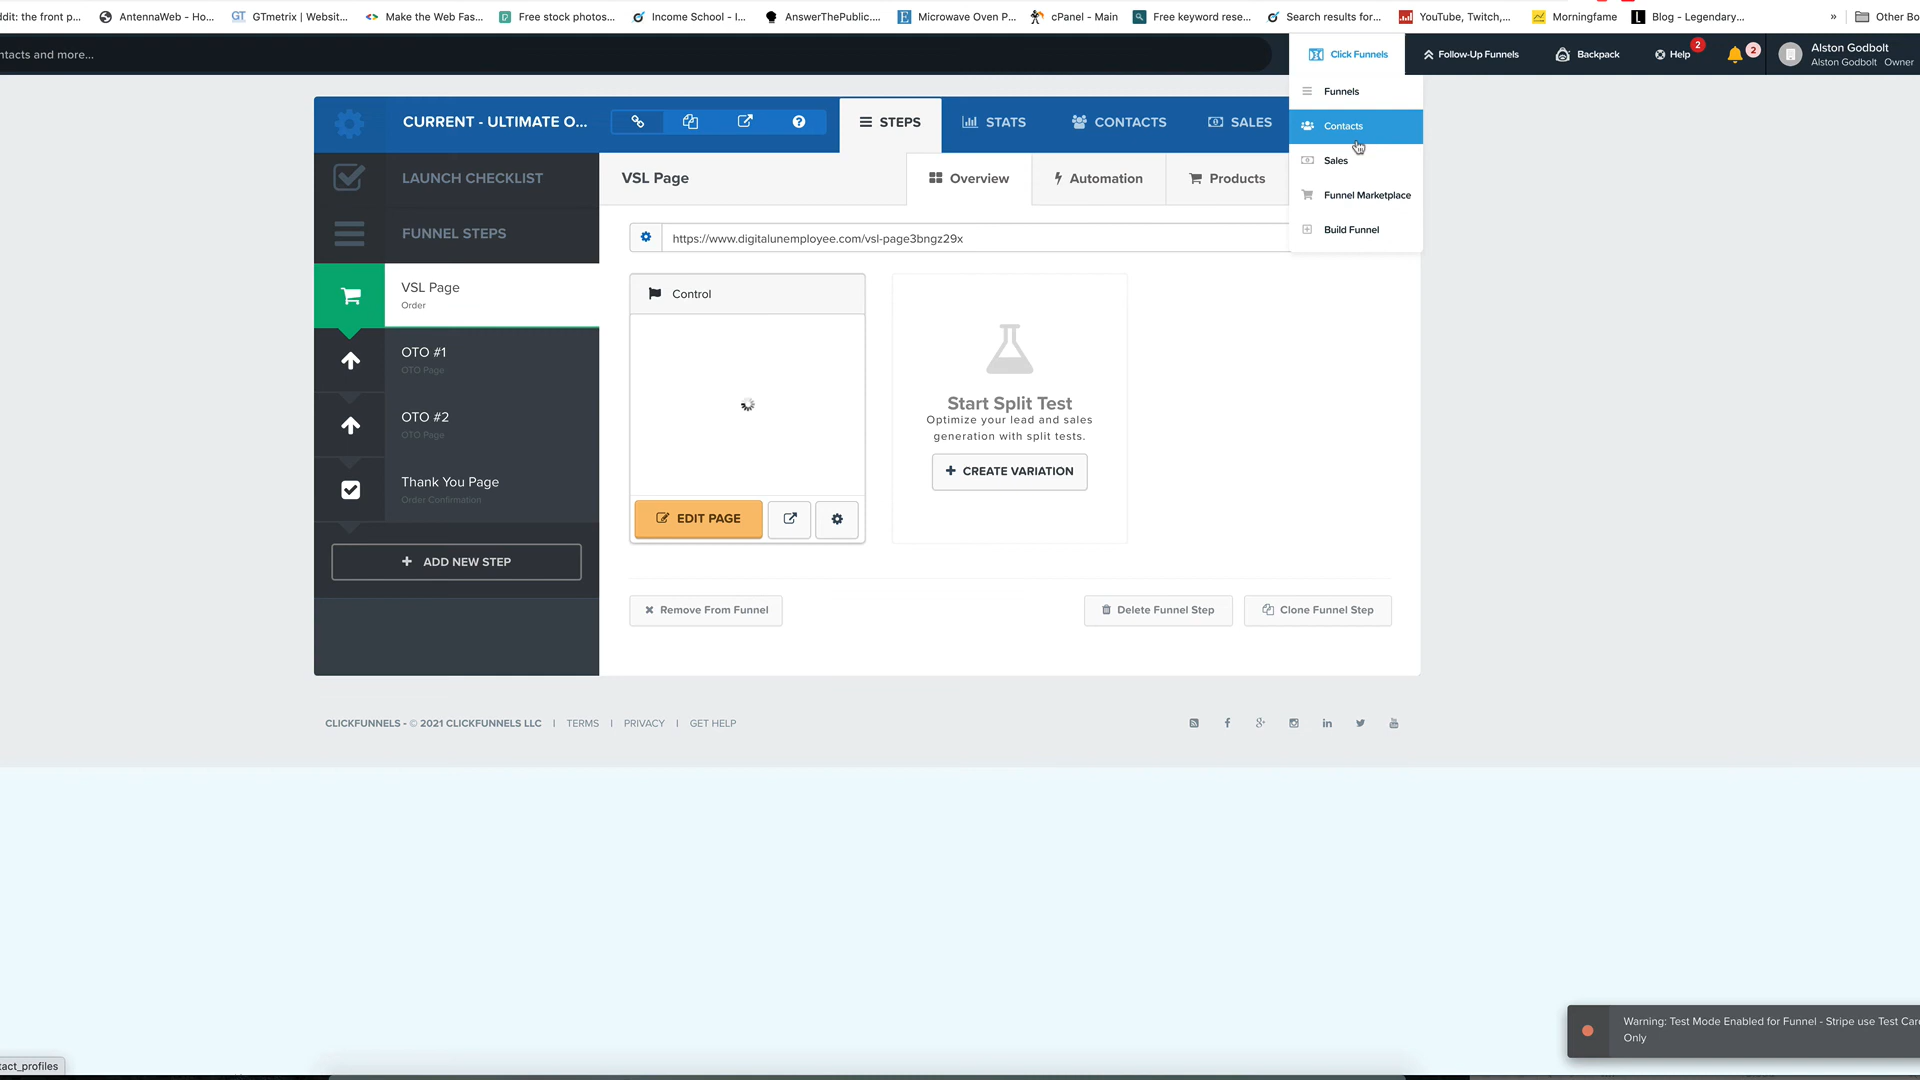 ddit: the front p...
AntennaWeb - Ho...
GT GTmetrix | Websit...
Make the Web Fas...
Free stock photos...
Income School - I...
AnswerThePublic....
Microwave Oven P...
cPanel - Main
Free keyword rese...
Search results for...
YouTube, Twitch,...
Morningfame
Blog - Legendary...
»
Other Bo
ntacts and more...
Click Funnels
Follow-Up Funnels
Backpack
Help 2
2
Alston Godbolt
Alston Godbolt Owner
Funnels
Contacts
Sales
Funnel Marketplace
Build Funnel
CURRENT - ULTIMATE O...
STEPS
STATS
CONTACTS
SALES
LAUNCH CHECKLIST
FUNNEL STEPS
VSL Page
Order
OTO #1
OTO Page
OTO #2
OTO Page
Thank You Page
Order Confirmation
+ ADD NEW STEP
VSL Page
Overview
Automation
Products
https://www.digitalunemployee.com/vsl-page3bngz29x
Control
EDIT PAGE
Start Split Test
Optimize your lead and sales
generation with split tests.
+ CREATE VARIATION
Remove From Funnel
Delete Funnel Step
Clone Funnel Step
CLICKFUNNELS - © 2021 CLICKFUNNELS LLC | TERMS | PRIVACY | GET HELP
Warning: Test Mode Enabled for Funnel - Stripe use Test Card
Only
tact_profiles